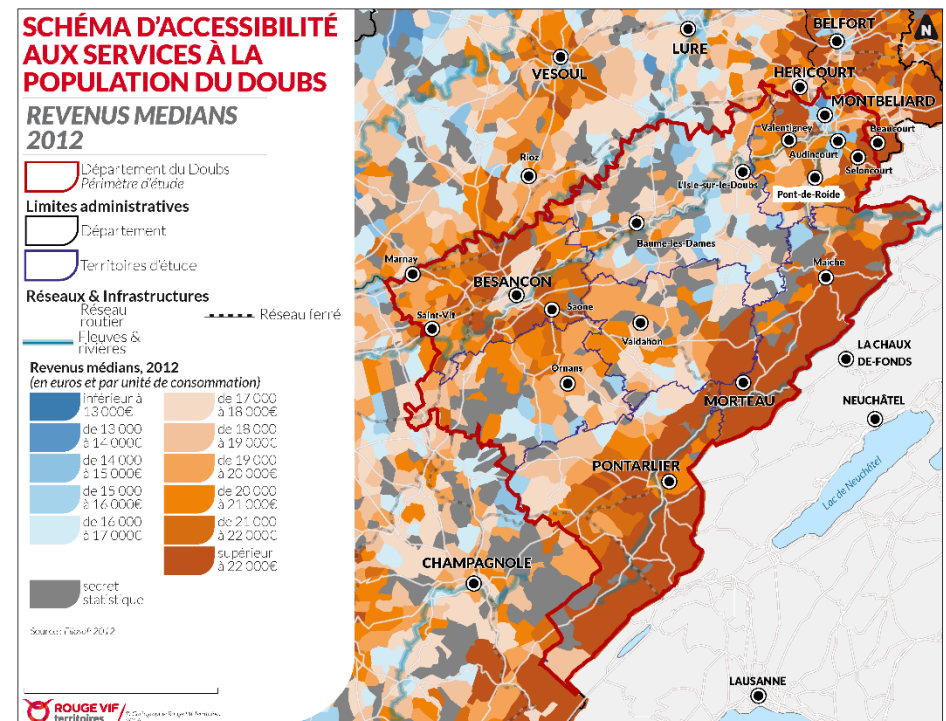 SCHÉMA D'ACCESSIBILITÉ
AUX SERVICES À LA
POPULATION DU DOUBS
REVENUS MEDIANS
2012
Département du Doubs
Périmètre d'étude
Limites administratives
Département
Territoires d'étuce
Réseaux & Infrastructures
Réseau
routier
Réseau ferré
Fleuves &
rivières
Revenus médians, 2012
(en euros et par unité de consommation)
inférieur à
13 000€
de 13 000
à 14 000€
de 14 000
à 15 000€
de 15 000
à 16 000€
de 16 000
à 17 000€
de 17 000
à 18 000€
de 18 000
à 19 000€
de 19 000
à 20 000€
de 20 000
à 21 000€
de 21 000
à 22 000€
supérieur
à 22 000€
secret
statistique
Source : Filosofi 2012
ROUGE VIF
territoires
N
BELFORT
LURE
VESOUL
HERICOURT
MONTBELIARD
Valentigney
Beaucourt
Audincourt
Seloncourt
Rioz
L'Isle-sur-le-Doubs
Pont-de-Roide
Baume-les-Dames
Marnay
Maîche
BESANCON
Saône
Saint-Vit
Valdahon
LA CHAUX
DE-FONDS
Ornans
MORTEAU
NEUCHÂTEL
PONTARLIER
Lac de Neuchâtel
CHAMPAGNOLE
LAUSANNE